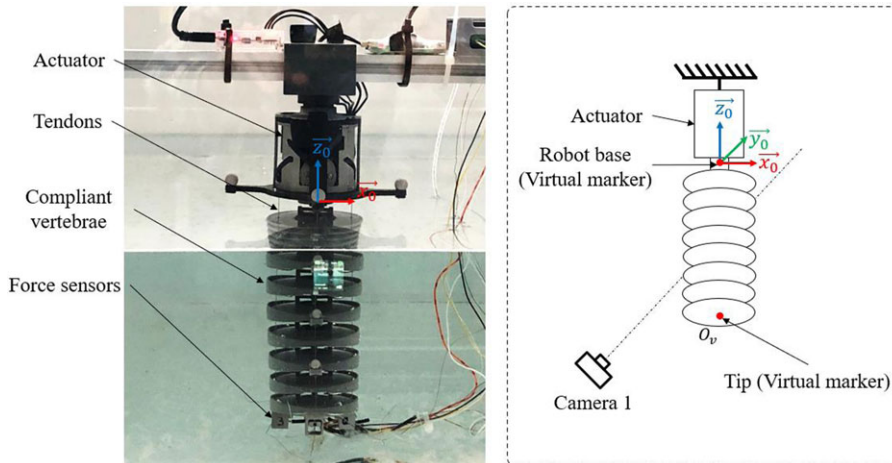 Actuator
Tendons
Compliant
vertebrae
Force sensors
z₀
x₀
Actuator
z₀
y₀
x₀
Robot base
(Virtual marker)
Oᵥ
Tip (Virtual marker)
Camera 1